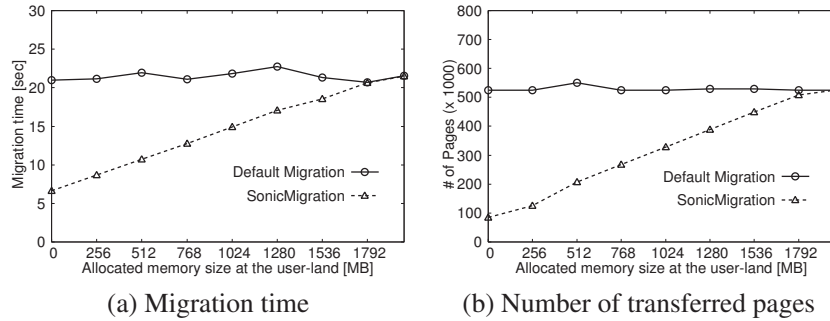 30
25
20
15
10
5
0
Migration time [sec]
Default Migration
SonicMigration
0 256 512 768 1024 1280 1536 1792
Allocated memory size at the user-land [MB]
(a) Migration time
800
700
600
500
400
300
200
100
0
# of Pages (x 1000)
Default Migration
SonicMigration
0 256 512 768 1024 1280 1536 1792
Allocated memory size at the user-land [MB]
(b) Number of transferred pages